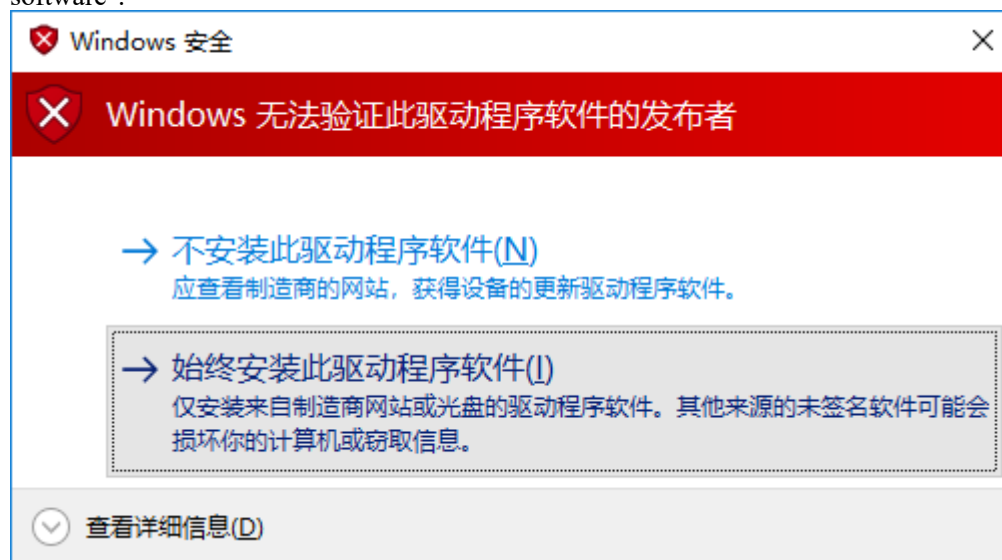 software".
Windows 安全
Windows 无法验证此驱动程序软件的发布者
→ 不安装此驱动程序软件(N)
应查看制造商的网站，获得设备的更新驱动程序软件。
→ 始终安装此驱动程序软件(I)
仅安装来自制造商网站或光盘的驱动程序软件。其他来源的未签名软件可能会
损坏你的计算机或窃取信息。
查看详细信息(D)